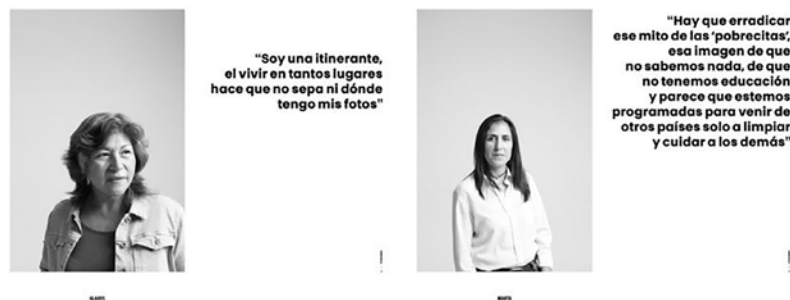 “Soy una itinerante,
el vivir en tantos lugares
hace que no sepa ni dónde
tengo mis fotos”
GLADYS
“Hay que erradicar
ese mito de las ‘pobrecitas’,
esa imagen de que
no sabemos nada, de que
no tenemos educación
y parece que estemos
programadas para venir de
otros países solo a limpiar
y cuidar a los demás”
MARTA